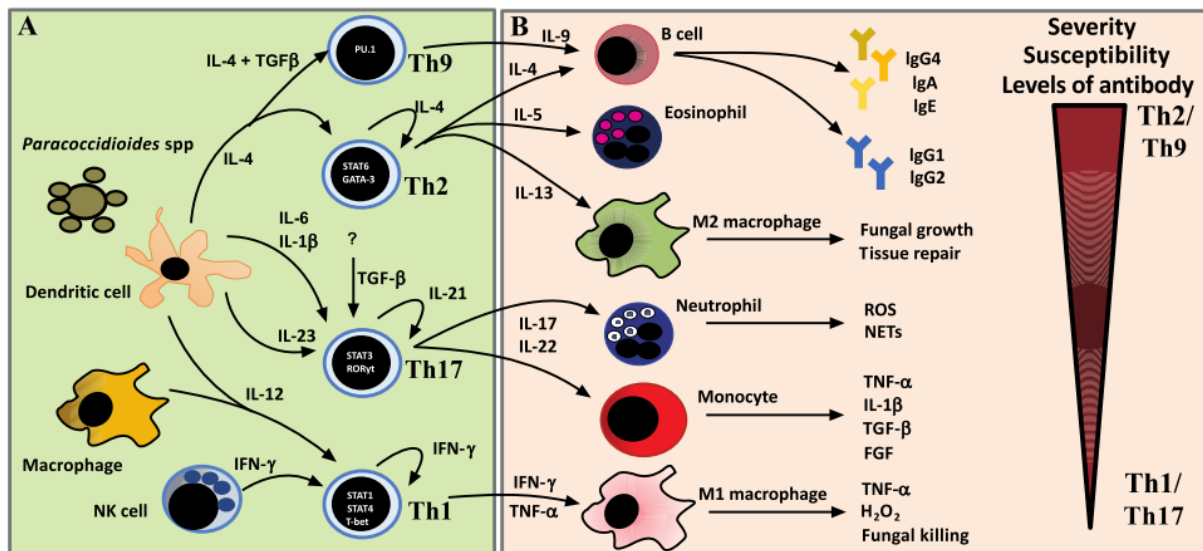 A
PU.1
Th9
IL-4 + TGFβ
IL-4
Paracoccidioides spp
IL-4
STAT6
GATA-3
Th2
IL-6
IL-1β
?
TGF-β
Dendritic cell
IL-21
IL-23
STAT3
RORyt
Th17
IL-12
Macrophage
IFN-γ
IFN-γ
NK cell
STAT1
STAT4
T-bet
Th1
B
IL-9
B cell
IL-4
IgG4
IgA
IgE
IL-5
Eosinophil
IgG1
IgG2
IL-13
M2 macrophage
Fungal growth
Tissue repair
Neutrophil
IL-17
IL-22
ROS
NETs
Monocyte
TNF-α
IL-1β
TGF-β
FGF
IFN-γ
TNF-α
M1 macrophage
TNF-α
H₂O₂
Fungal killing
Severity
Susceptibility
Levels of antibody
Th2/
Th9
Th1/
Th17